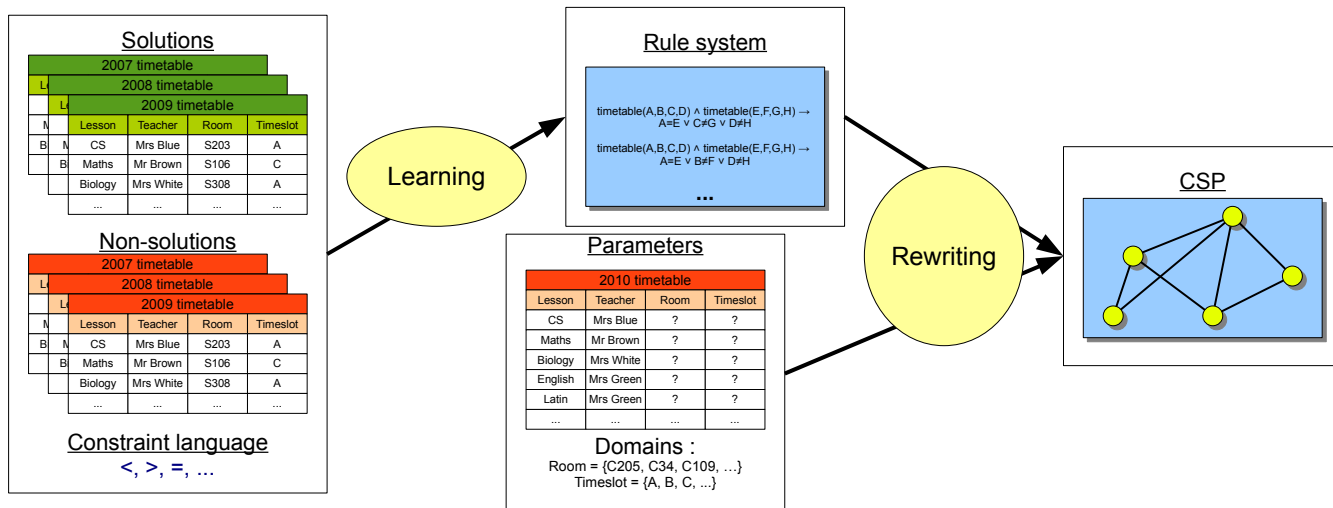 Solutions
2007 timetable
2008 timetable
2009 timetable
Lesson Teacher Room Timeslot
CS Mrs Blue S203 A
Maths Mr Brown S106 C
Biology Mrs White S308 A
... ... ... ...
Non-solutions
2007 timetable
2008 timetable
2009 timetable
Lesson Teacher Room Timeslot
CS Mrs Blue S203 A
Maths Mr Brown S106 C
Biology Mrs White S308 A
... ... ... ...
Constraint language
<, >, =, ...
Learning
Rule system
timetable(A,B,C,D) ∧ timetable(E,F,G,H) →
A=E ∨ C≠G ∨ D≠H
timetable(A,B,C,D) ∧ timetable(E,F,G,H) →
A=E ∨ B≠F ∨ D≠H
...
Parameters
2010 timetable
Lesson Teacher Room Timeslot
CS Mrs Blue ? ?
Maths Mr Brown ? ?
Biology Mrs White ? ?
English Mrs Green ? ?
Latin Mrs Green ? ?
... ... ... ...
Domains :
Room = {C205, C34, C109, ...}
Timeslot = {A, B, C, ...}
Rewriting
CSP